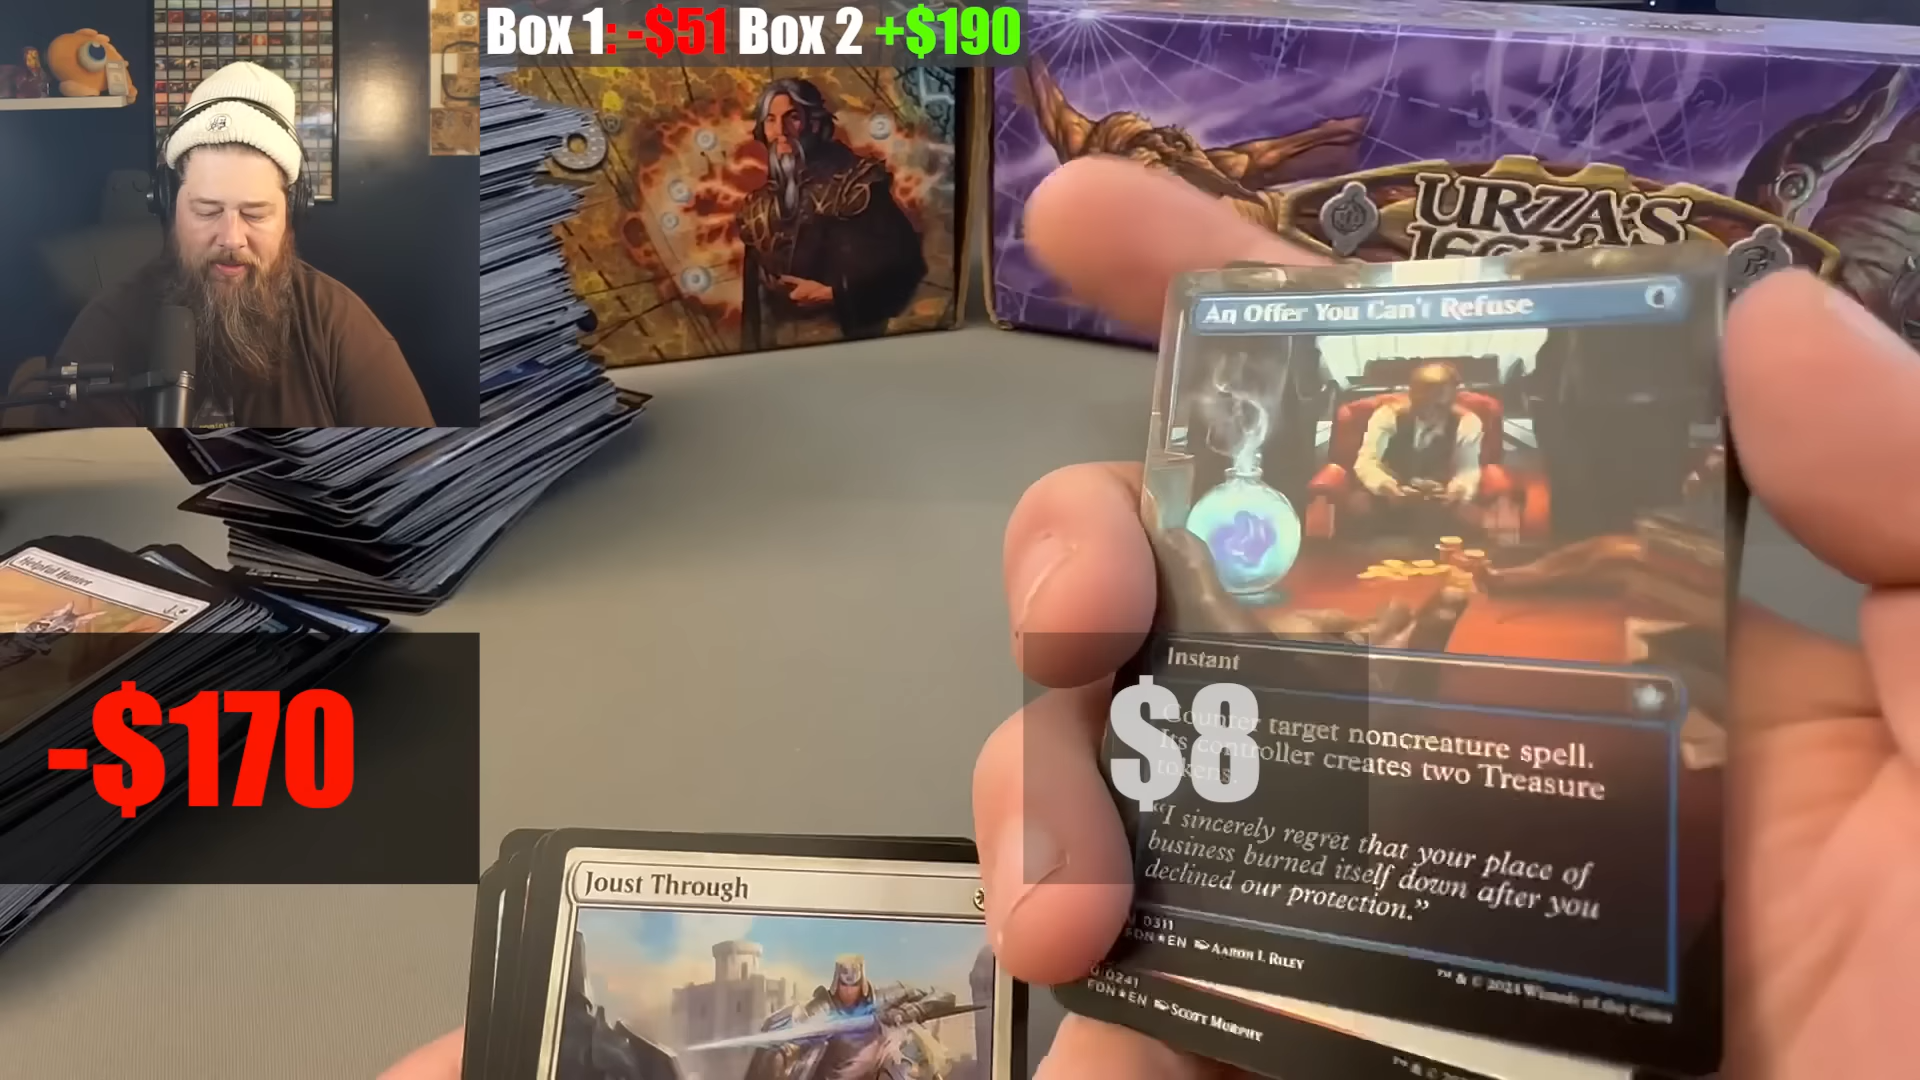 Box 1: -$51 Box 2 +$190
URZA'S
An Offer You Can't Refuse
Helpful Hunter
Instant
-$170
$8
Counter target noncreature spell.
Its controller creates two Treasure
tokens.
"I sincerely regret that your place of
business burned itself down after you
declined our protection."
0311
FDN★EN Aaron J. Riley
™ & © 2024 Wizards of the Coast
U 0241
FDN★EN Scott Murphy
Joust Through